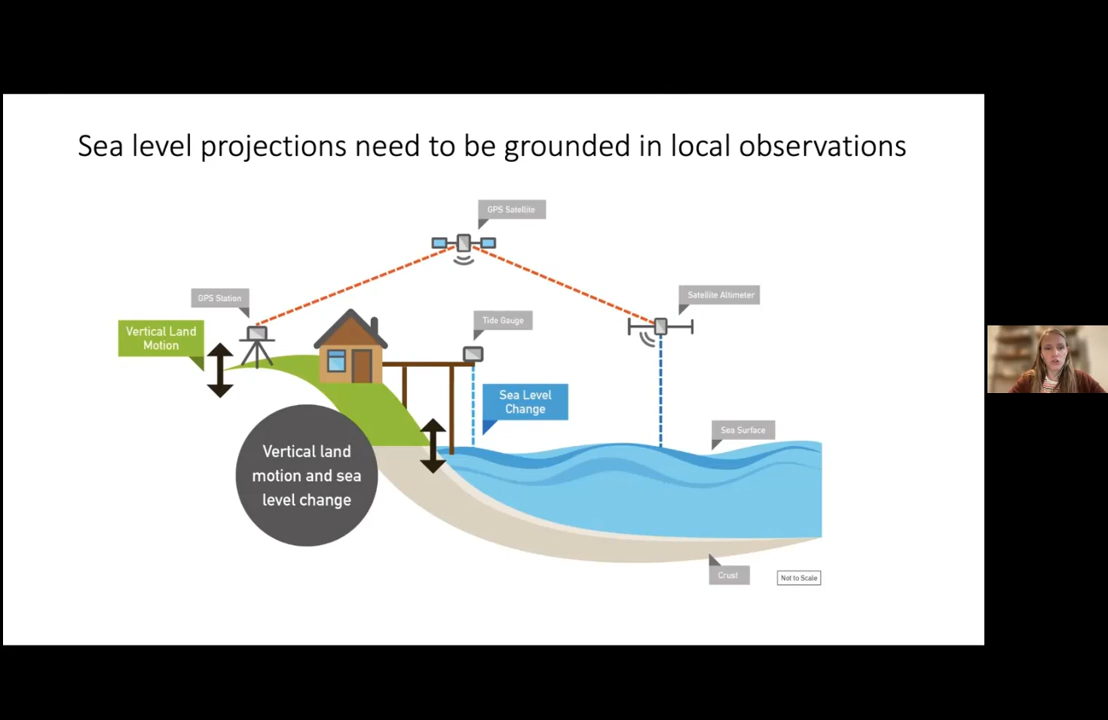 Sea level projections need to be grounded in local observations
GPS Satellite
GPS Station
Satellite Altimeter
Vertical Land
Motion
Tide Gauge
Sea Level
Change
Sea Surface
Vertical land
motion and sea
level change
Crust
Not to Scale